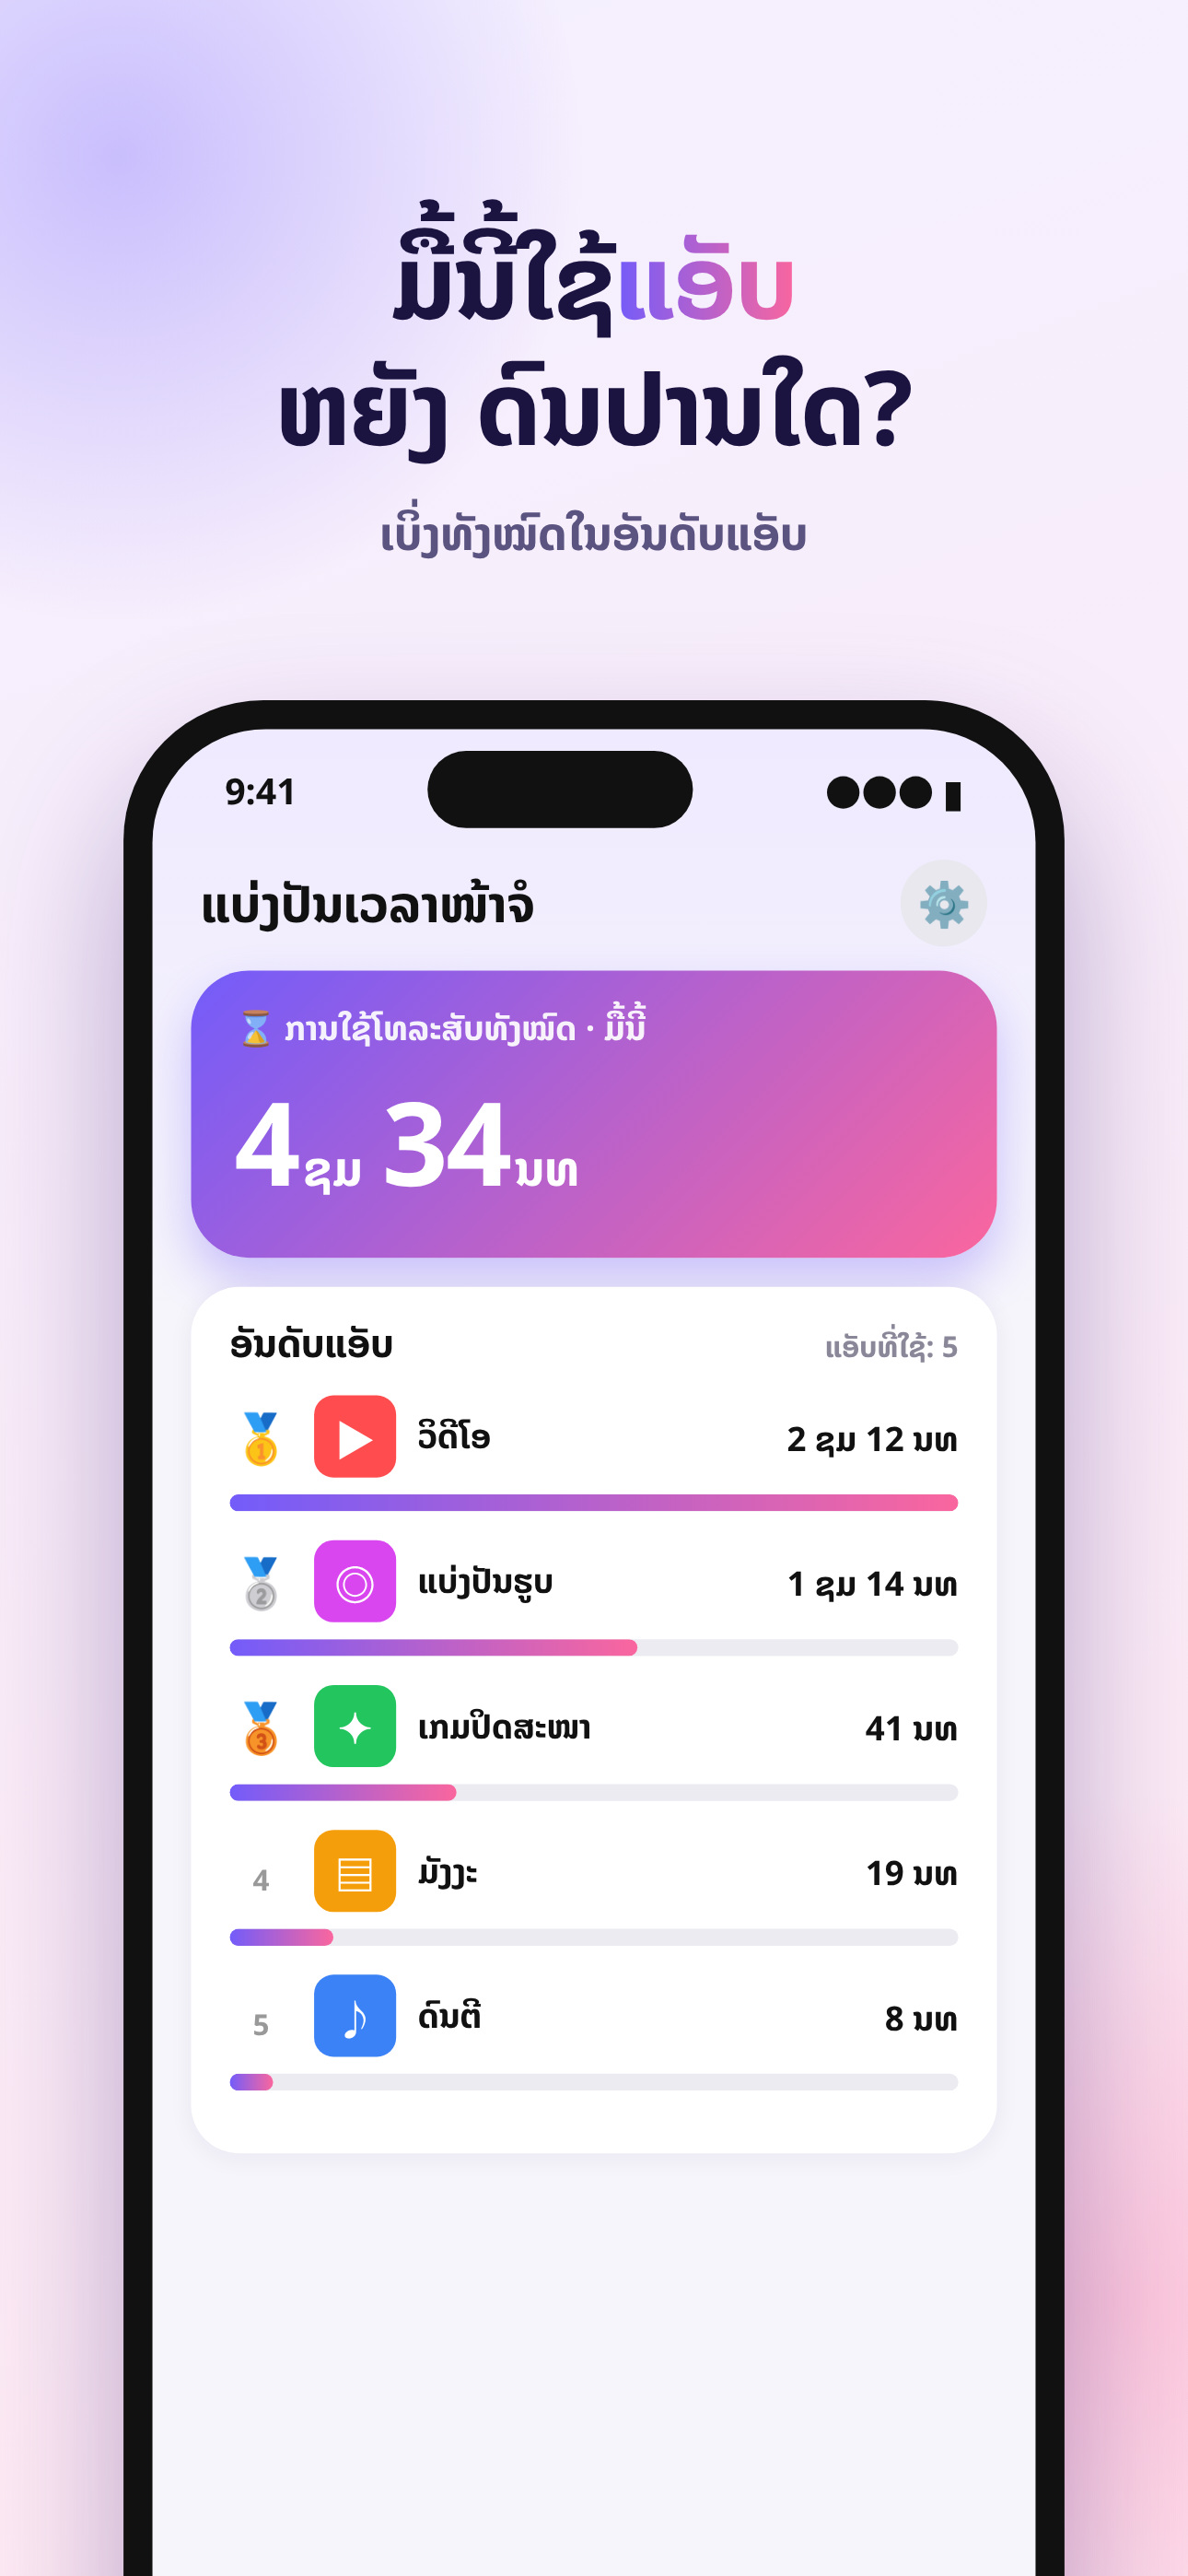 ມື້ນີ້ໃຊ້ແອັບ
ຫຍັງ ດົນປານໃດ?
ເບິ່ງທັງໝົດໃນອັນດັບແອັບ
9:41
ແບ່ງປັນເວລາໜ້າຈໍ
ການໃຊ້ໂທລະສັບທັງໝົດ · ມື້ນີ້
4ຊມ 34ນທ
ອັນດັບແອັບ ແອັບທີ່ໃຊ້: 5
1 ວິດີໂອ 2 ຊມ 12 ນທ
2 ແບ່ງປັນຮູບ 1 ຊມ 14 ນທ
3 ເກມປິດສະໜາ 41 ນທ
4 ມັງງະ 19 ນທ
5 ດົນຕີ 8 ນທ